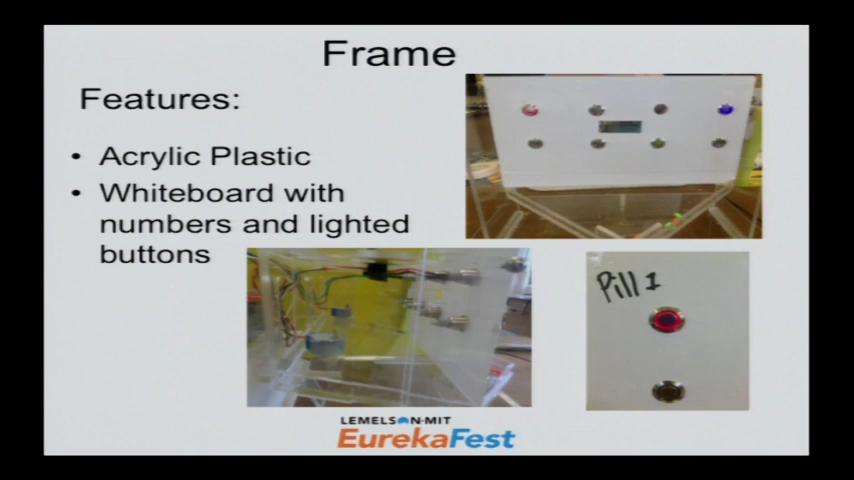 Frame
Features:
• Acrylic Plastic
• Whiteboard with
numbers and lighted
buttons
Pill 1
LEMELSON-MIT
EurekaFest